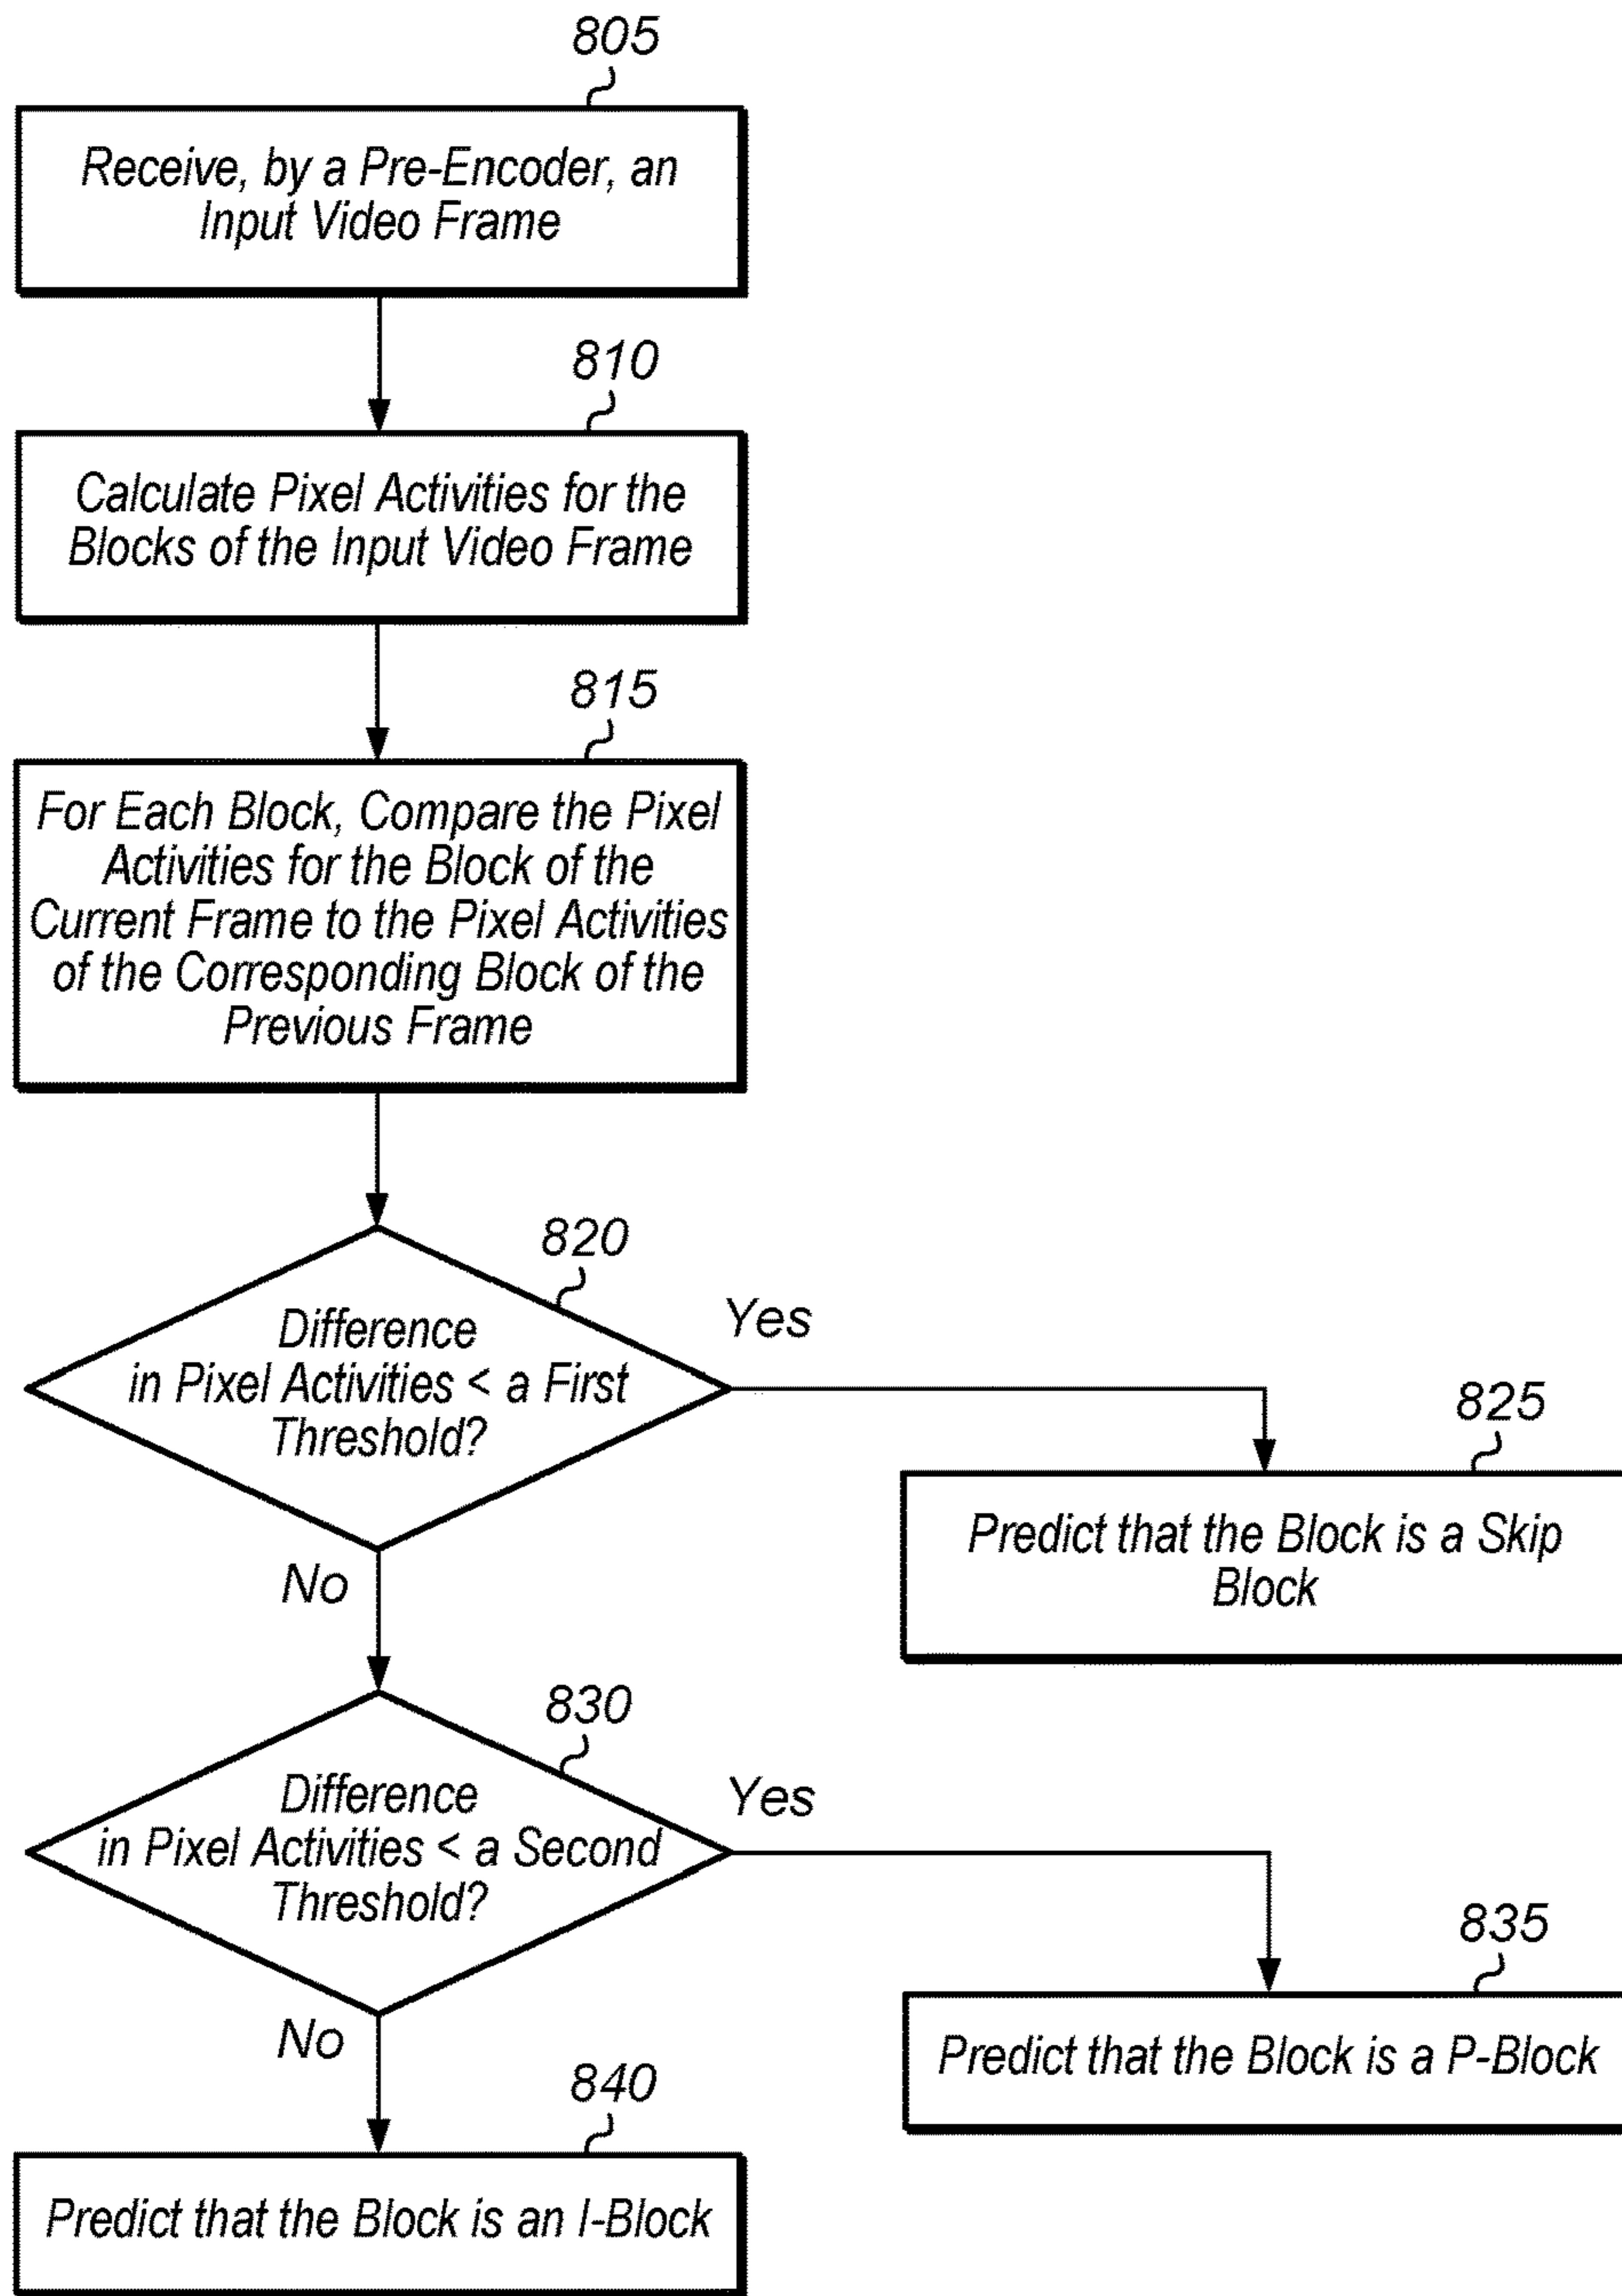 805
Receive, by a Pre-Encoder, an
Input Video Frame
810
Calculate Pixel Activities for the
Blocks of the Input Video Frame
815
For Each Block, Compare the Pixel
Activities for the Block of the
Current Frame to the Pixel Activities
of the Corresponding Block of the
Previous Frame
820
Difference
in Pixel Activities < a First
Threshold?
Yes
825
Predict that the Block is a Skip
Block
No
830
Difference
in Pixel Activities < a Second
Threshold?
Yes
835
Predict that the Block is a P-Block
No
840
Predict that the Block is an I-Block